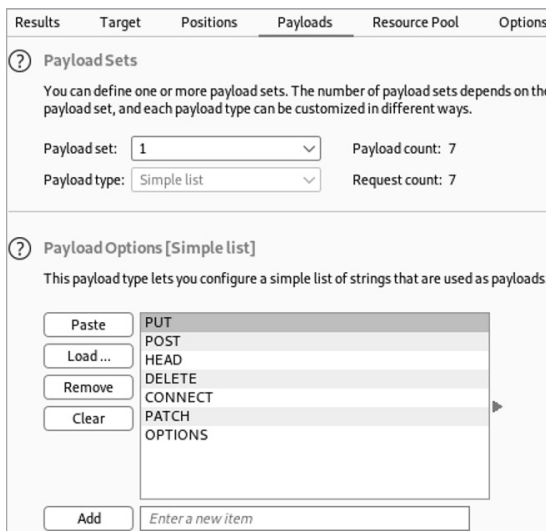 Results Target Positions Payloads Resource Pool Options
? Payload Sets
You can define one or more payload sets. The number of payload sets depends on the
payload set, and each payload type can be customized in different ways.
Payload set: 1 Payload count: 7
Payload type: Simple list Request count: 7
? Payload Options [Simple list]
This payload type lets you configure a simple list of strings that are used as payloads.
Paste PUT
POST
Load ... HEAD
DELETE
Remove CONNECT
Clear PATCH
OPTIONS
Add Enter a new item